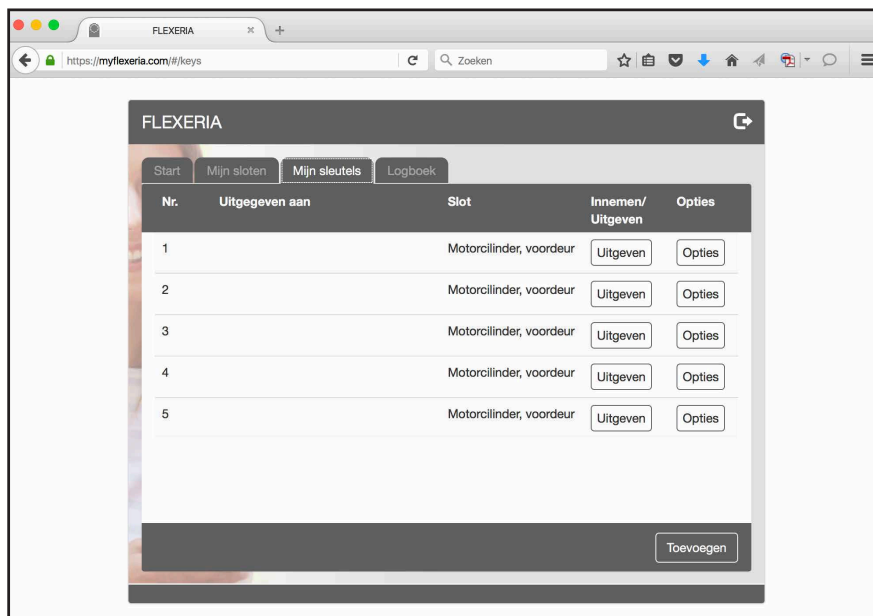 FLEXERIA
https://myflexeria.com/#/keys
Zoeken
FLEXERIA
Start Mijn sloten Mijn sleutels Logboek
Nr. Uitgegeven aan Slot Innemen/ Opties
Uitgeven
1 Motorcilinder, voordeur Uitgeven Opties
2 Motorcilinder, voordeur Uitgeven Opties
3 Motorcilinder, voordeur Uitgeven Opties
4 Motorcilinder, voordeur Uitgeven Opties
5 Motorcilinder, voordeur Uitgeven Opties
Toevoegen